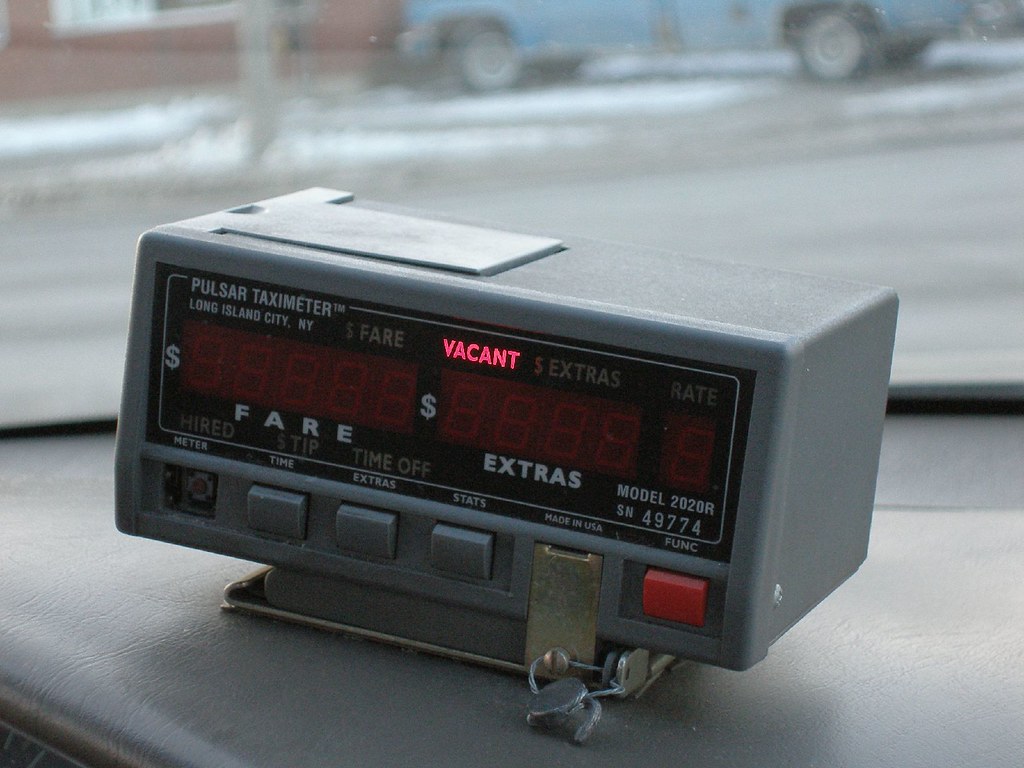 PULSAR TAXIMETER™
LONG ISLAND CITY, NY
$ FARE
VACANT
$ EXTRAS
RATE
$
$
FARE
HIRED
$ TIP
TIME OFF
EXTRAS
MODEL 2020R
SN 49774
METER
TIME
EXTRAS
STATS
MADE IN USA
FUNC